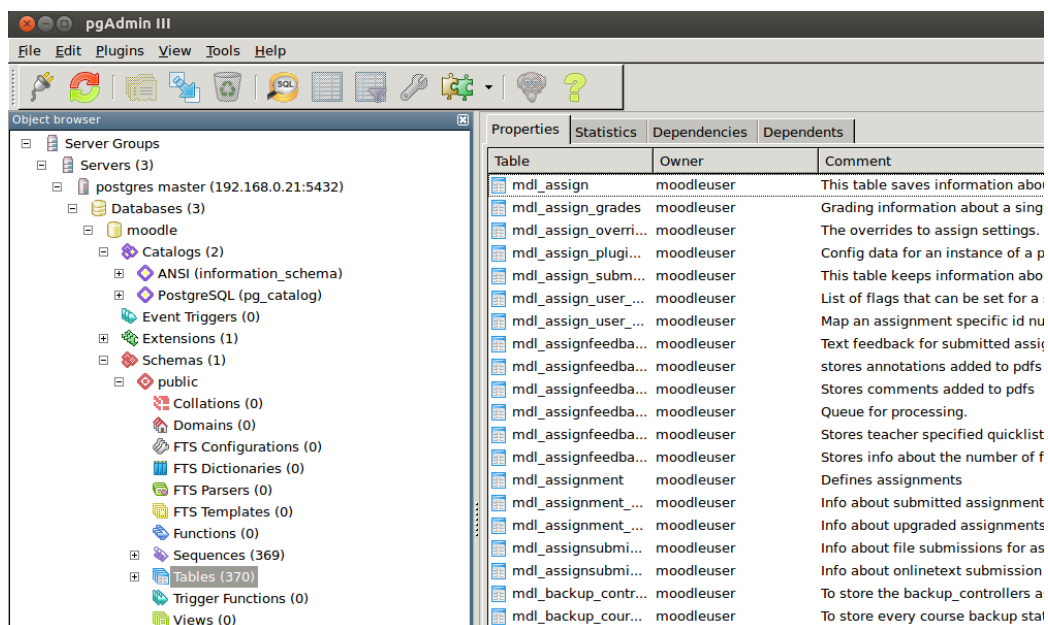 pgAdmin III
File Edit Plugins View Tools Help
SQL
Object browser
Server Groups
Servers (3)
postgres master (192.168.0.21:5432)
Databases (3)
moodle
Catalogs (2)
ANSI (information_schema)
PostgreSQL (pg_catalog)
Event Triggers (0)
Extensions (1)
Schemas (1)
public
Collations (0)
Domains (0)
FTS Configurations (0)
FTS Dictionaries (0)
FTS Parsers (0)
FTS Templates (0)
Functions (0)
Sequences (369)
Tables (370)
Trigger Functions (0)
Views (0)
Properties Statistics Dependencies Dependents
Table Owner Comment
mdl_assign moodleuser This table saves information abou
mdl_assign_grades moodleuser Grading information about a sing
mdl_assign_overri... moodleuser The overrides to assign settings.
mdl_assign_plugi... moodleuser Config data for an instance of a p
mdl_assign_subm... moodleuser This table keeps information abo
mdl_assign_user_... moodleuser List of flags that can be set for a
mdl_assign_user_... moodleuser Map an assignment specific id nu
mdl_assignfeedba... moodleuser Text feedback for submitted assig
mdl_assignfeedba... moodleuser stores annotations added to pdfs
mdl_assignfeedba... moodleuser Stores comments added to pdfs
mdl_assignfeedba... moodleuser Queue for processing.
mdl_assignfeedba... moodleuser Stores teacher specified quicklist
mdl_assignfeedba... moodleuser Stores info about the number of f
mdl_assignment moodleuser Defines assignments
mdl_assignment_... moodleuser Info about submitted assignment
mdl_assignment_... moodleuser Info about upgraded assignments
mdl_assignsubmi... moodleuser Info about file submissions for as
mdl_assignsubmi... moodleuser Info about onlinetext submission
mdl_backup_contr... moodleuser To store the backup_controllers a
mdl_backup_cour... moodleuser To store every course backup stat